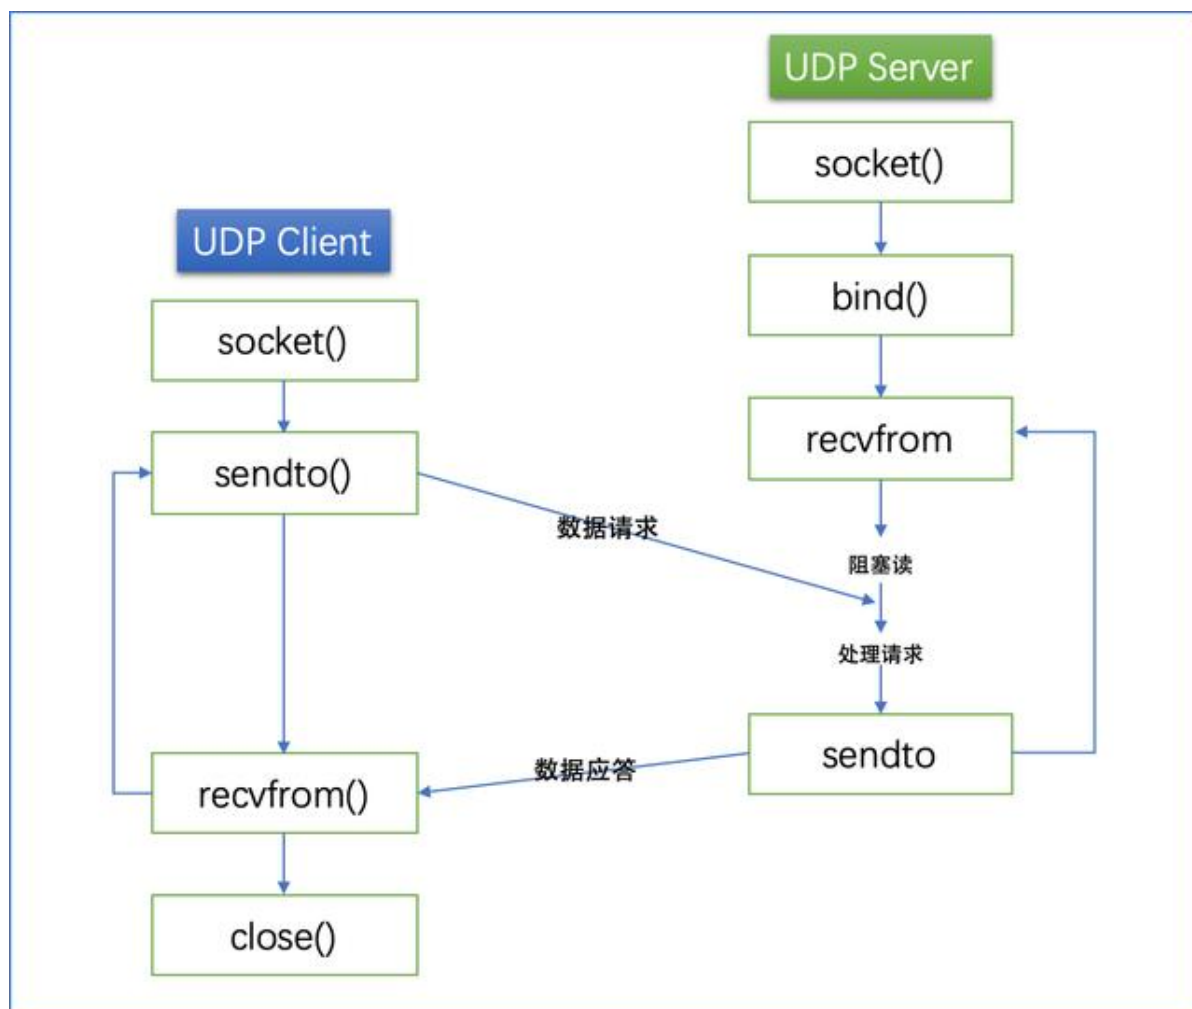 UDP Server
socket()
UDP Client
bind()
socket()
recvfrom
sendto()
数据请求
阻塞读
处理请求
sendto
数据应答
recvfrom()
close()